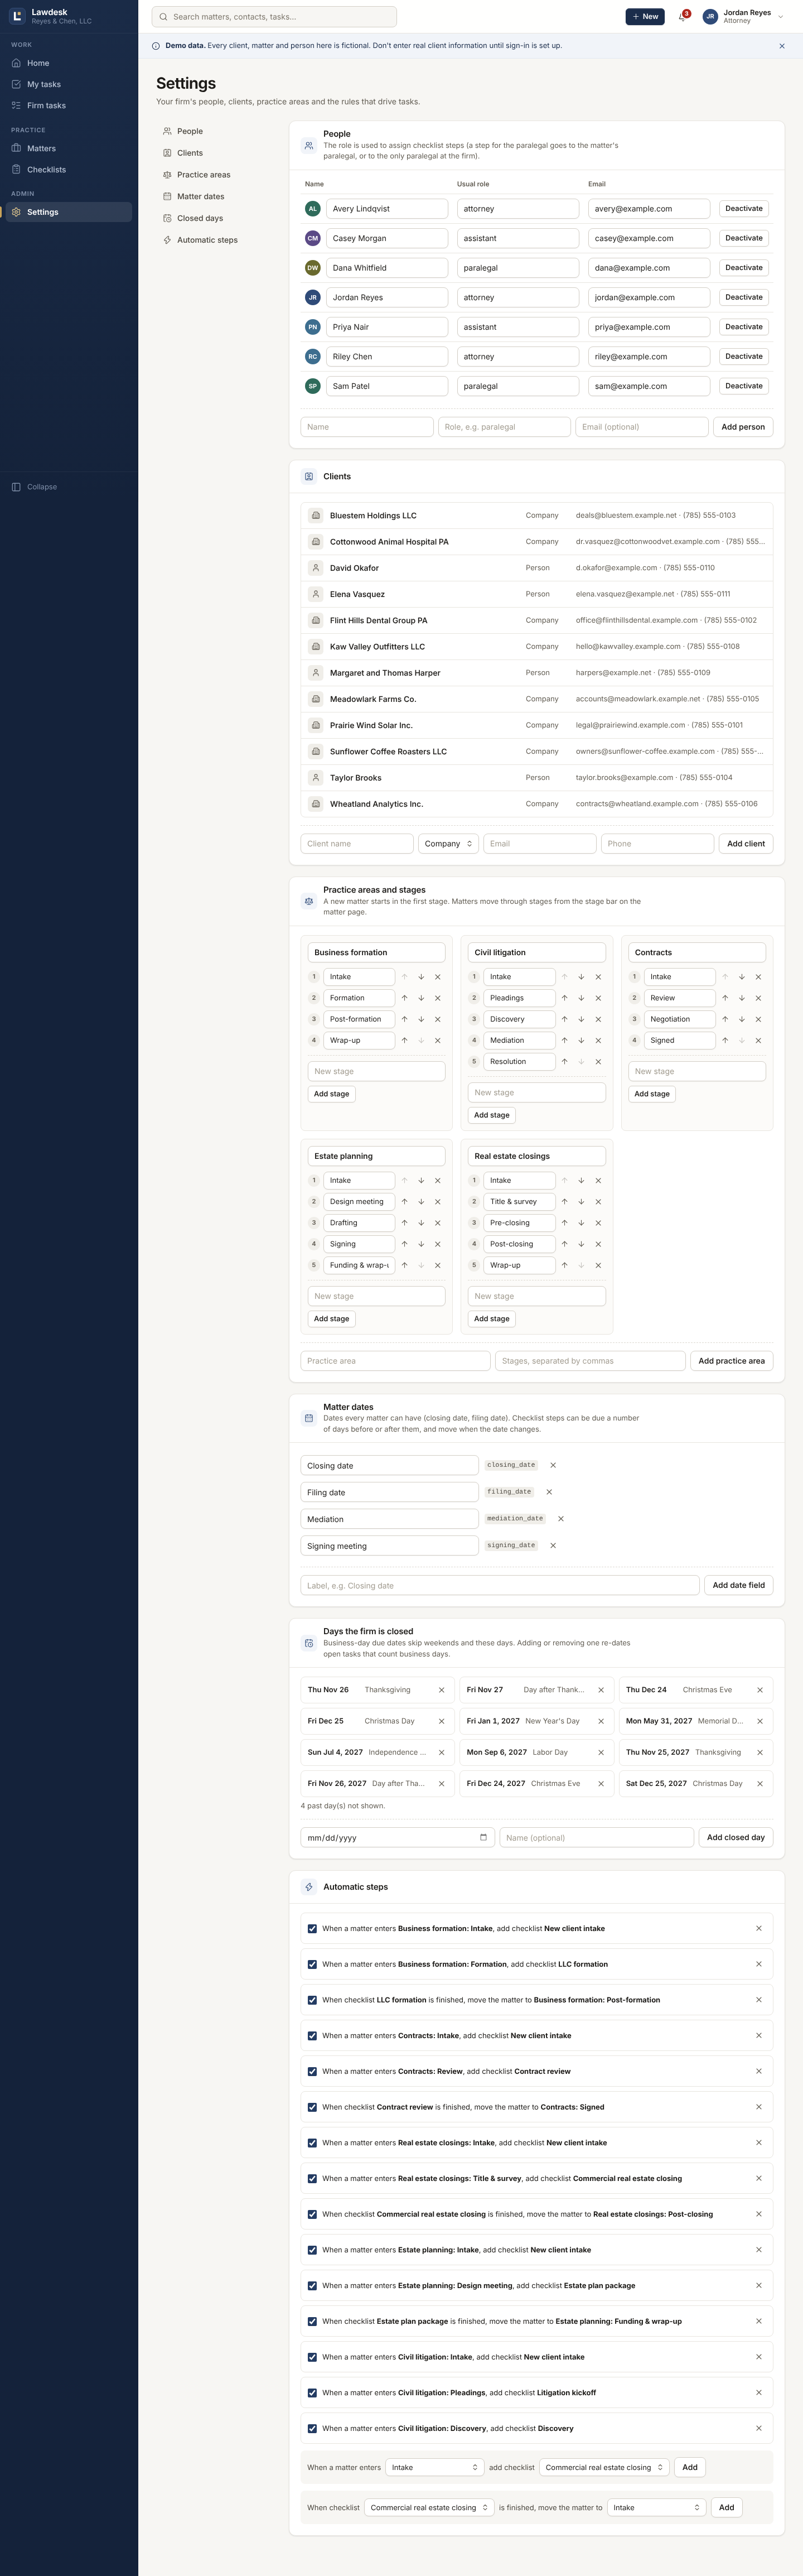 Lawdesk
Reyes & Chen, LLC
Search matters, contacts, tasks...
New
3
JR
Jordan Reyes
Attorney
Demo data. Every client, matter and person here is fictional. Don't enter real client information until sign-in is set up.
WORK
Home
My tasks
Firm tasks
PRACTICE
Matters
Checklists
ADMIN
Settings
Collapse
Settings
Your firm's people, clients, practice areas and the rules that drive tasks.
People
Clients
Practice areas
Matter dates
Closed days
Automatic steps
People
The role is used to assign checklist steps (a step for the paralegal goes to the matter's
paralegal, or to the only paralegal at the firm).
Name Usual role Email
AL Avery Lindqvist attorney avery@example.com Deactivate
CM Casey Morgan assistant casey@example.com Deactivate
DW Dana Whitfield paralegal dana@example.com Deactivate
JR Jordan Reyes attorney jordan@example.com Deactivate
PN Priya Nair assistant priya@example.com Deactivate
RC Riley Chen attorney riley@example.com Deactivate
SP Sam Patel paralegal sam@example.com Deactivate
Name Role, e.g. paralegal Email (optional) Add person
Clients
Bluestem Holdings LLC Company deals@bluestem.example.net · (785) 555-0103
Cottonwood Animal Hospital PA Company dr.vasquez@cottonwoodvet.example.com · (785) 555...
David Okafor Person d.okafor@example.com · (785) 555-0110
Elena Vasquez Person elena.vasquez@example.net · (785) 555-0111
Flint Hills Dental Group PA Company office@flinthillsdental.example.com · (785) 555-0102
Kaw Valley Outfitters LLC Company hello@kawvalley.example.com · (785) 555-0108
Margaret and Thomas Harper Person harpers@example.net · (785) 555-0109
Meadowlark Farms Co. Company accounts@meadowlark.example.net · (785) 555-0105
Prairie Wind Solar Inc. Company legal@prairiewind.example.com · (785) 555-0101
Sunflower Coffee Roasters LLC Company owners@sunflower-coffee.example.com · (785) 555-...
Taylor Brooks Person taylor.brooks@example.com · (785) 555-0104
Wheatland Analytics Inc. Company contracts@wheatland.example.com · (785) 555-0106
Client name Company Email Phone Add client
Practice areas and stages
A new matter starts in the first stage. Matters move through stages from the stage bar on the
matter page.
Business formation
1 Intake
2 Formation
3 Post-formation
4 Wrap-up
New stage
Add stage
Civil litigation
1 Intake
2 Pleadings
3 Discovery
4 Mediation
5 Resolution
New stage
Add stage
Contracts
1 Intake
2 Review
3 Negotiation
4 Signed
New stage
Add stage
Estate planning
1 Intake
2 Design meeting
3 Drafting
4 Signing
5 Funding & wrap-u
New stage
Add stage
Real estate closings
1 Intake
2 Title & survey
3 Pre-closing
4 Post-closing
5 Wrap-up
New stage
Add stage
Practice area Stages, separated by commas Add practice area
Matter dates
Dates every matter can have (closing date, filing date). Checklist steps can be due a number
of days before or after them, and move when the date changes.
Closing date closing_date
Filing date filing_date
Mediation mediation_date
Signing meeting signing_date
Label, e.g. Closing date Add date field
Days the firm is closed
Business-day due dates skip weekends and these days. Adding or removing one re-dates
open tasks that count business days.
Thu Nov 26 Thanksgiving Fri Nov 27 Day after Thank... Thu Dec 24 Christmas Eve
Fri Dec 25 Christmas Day Fri Jan 1, 2027 New Year's Day Mon May 31, 2027 Memorial D...
Sun Jul 4, 2027 Independence ... Mon Sep 6, 2027 Labor Day Thu Nov 25, 2027 Thanksgiving
Fri Nov 26, 2027 Day after Tha... Fri Dec 24, 2027 Christmas Eve Sat Dec 25, 2027 Christmas Day
4 past day(s) not shown.
mm/dd/yyyy Name (optional) Add closed day
Automatic steps
When a matter enters Business formation: Intake, add checklist New client intake
When a matter enters Business formation: Formation, add checklist LLC formation
When checklist LLC formation is finished, move the matter to Business formation: Post-formation
When a matter enters Contracts: Intake, add checklist New client intake
When a matter enters Contracts: Review, add checklist Contract review
When checklist Contract review is finished, move the matter to Contracts: Signed
When a matter enters Real estate closings: Intake, add checklist New client intake
When a matter enters Real estate closings: Title & survey, add checklist Commercial real estate closing
When checklist Commercial real estate closing is finished, move the matter to Real estate closings: Post-closing
When a matter enters Estate planning: Intake, add checklist New client intake
When a matter enters Estate planning: Design meeting, add checklist Estate plan package
When checklist Estate plan package is finished, move the matter to Estate planning: Funding & wrap-up
When a matter enters Civil litigation: Intake, add checklist New client intake
When a matter enters Civil litigation: Pleadings, add checklist Litigation kickoff
When a matter enters Civil litigation: Discovery, add checklist Discovery
When a matter enters Intake add checklist Commercial real estate closing Add
When checklist Commercial real estate closing is finished, move the matter to Intake Add